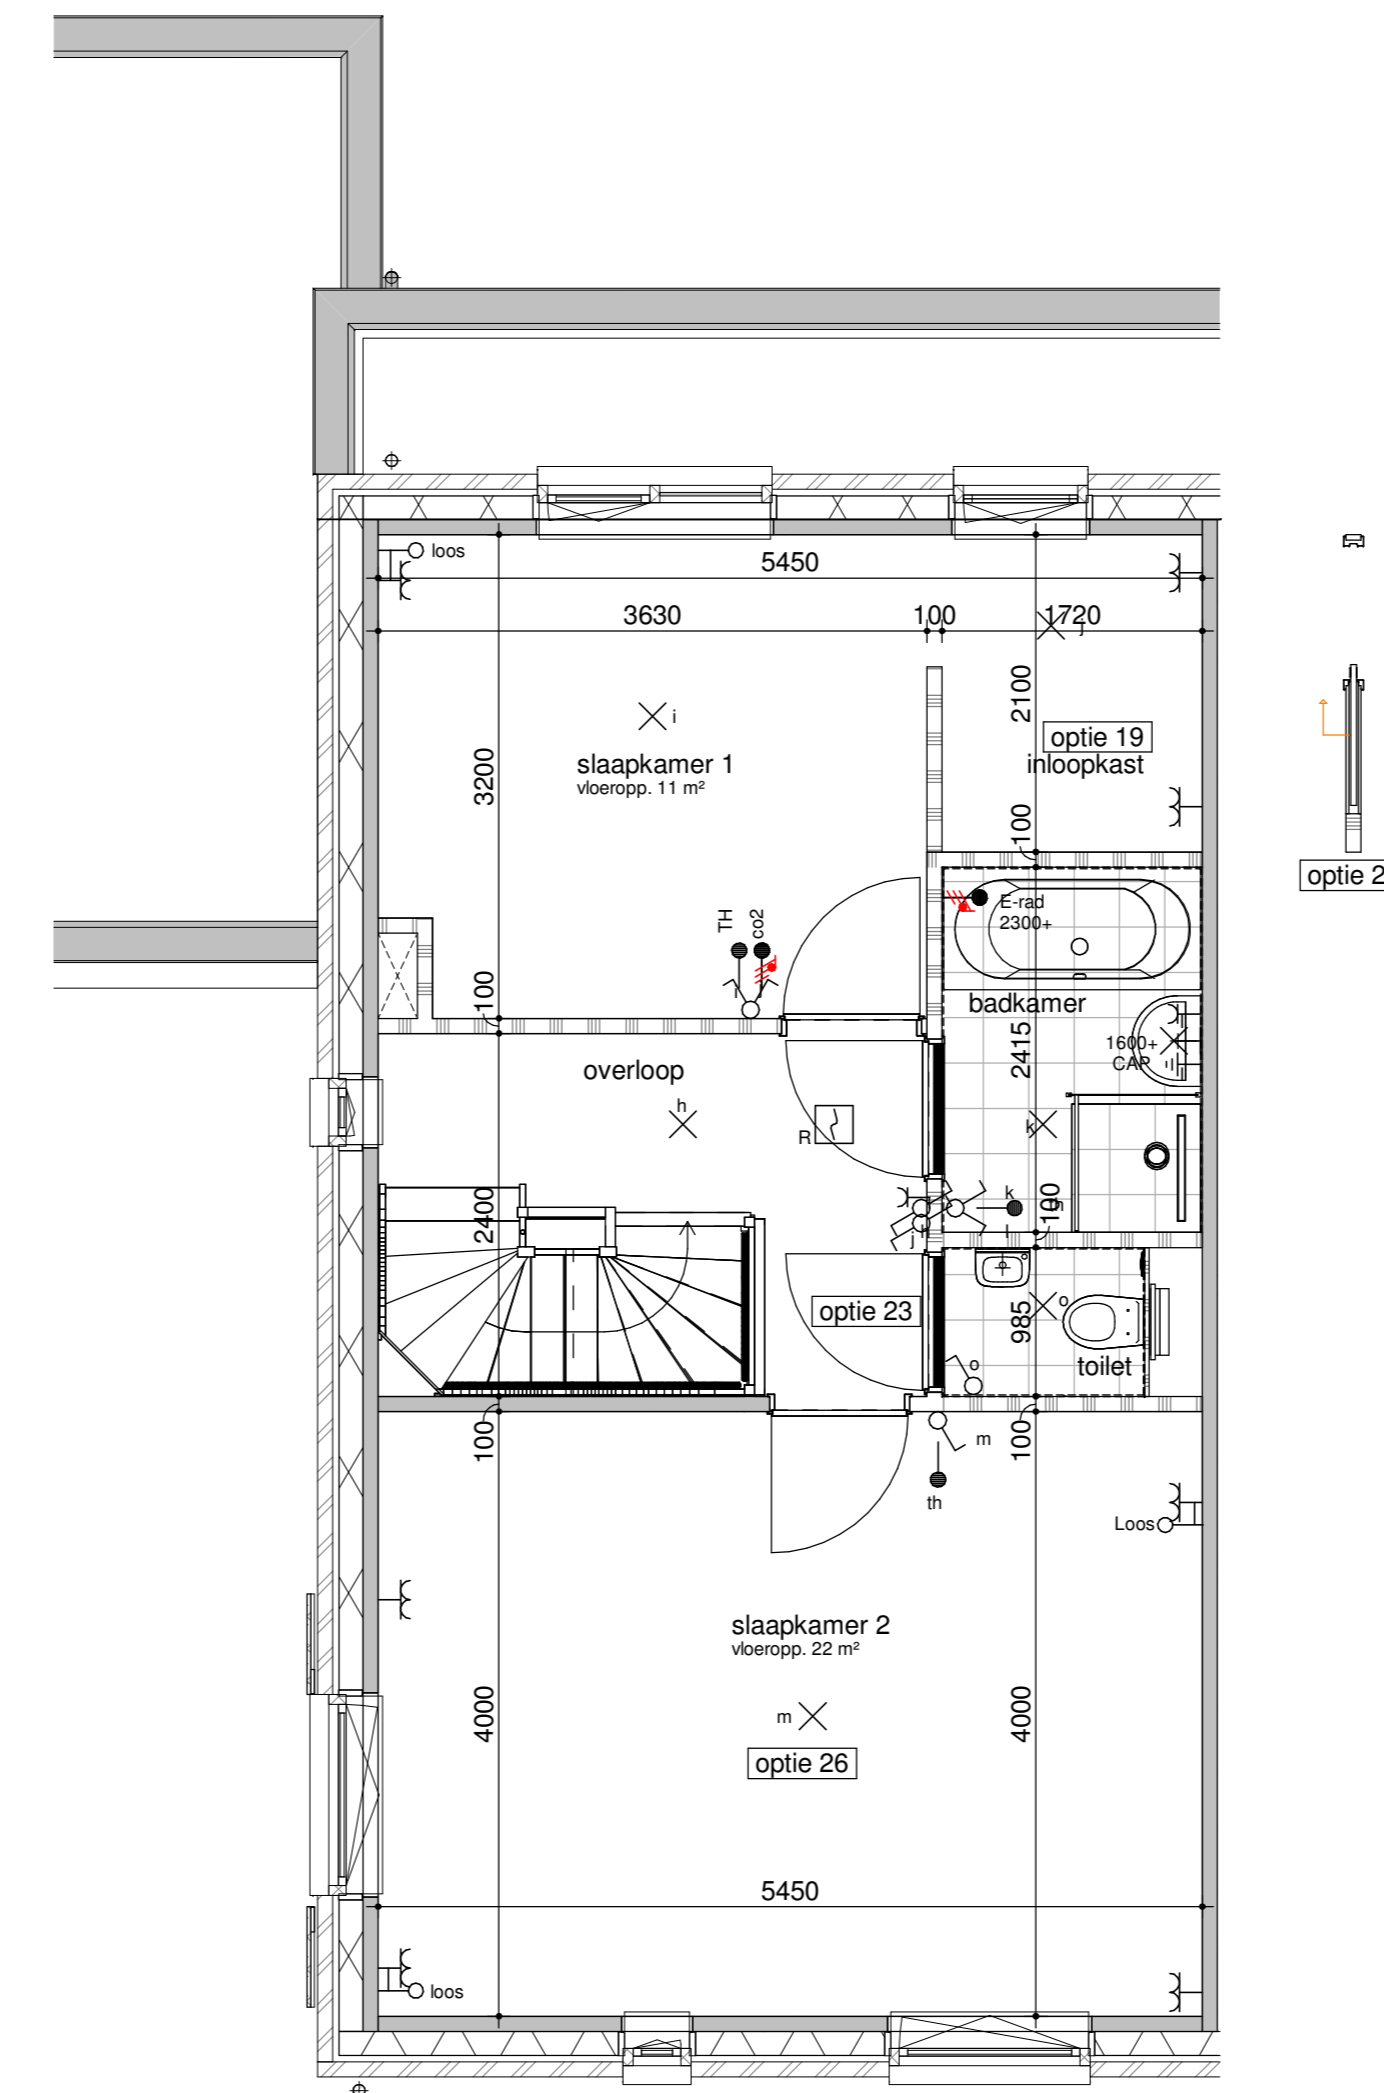 loos
5450
3630
100
1720
j
i
slaapkamer 1
vloeropp. 11 m²
3200
2100
optie 19
inloopkast
100
optie 2
E-rad
2300+
TH
co2
100
badkamer
2415
1600+
CAP
overloop
h
R
k
2400
k
100
j
optie 23
985
o
toilet
o
100
100
m
th
Loos
slaapkamer 2
vloeropp. 22 m²
4000
4000
m
optie 26
5450
loos